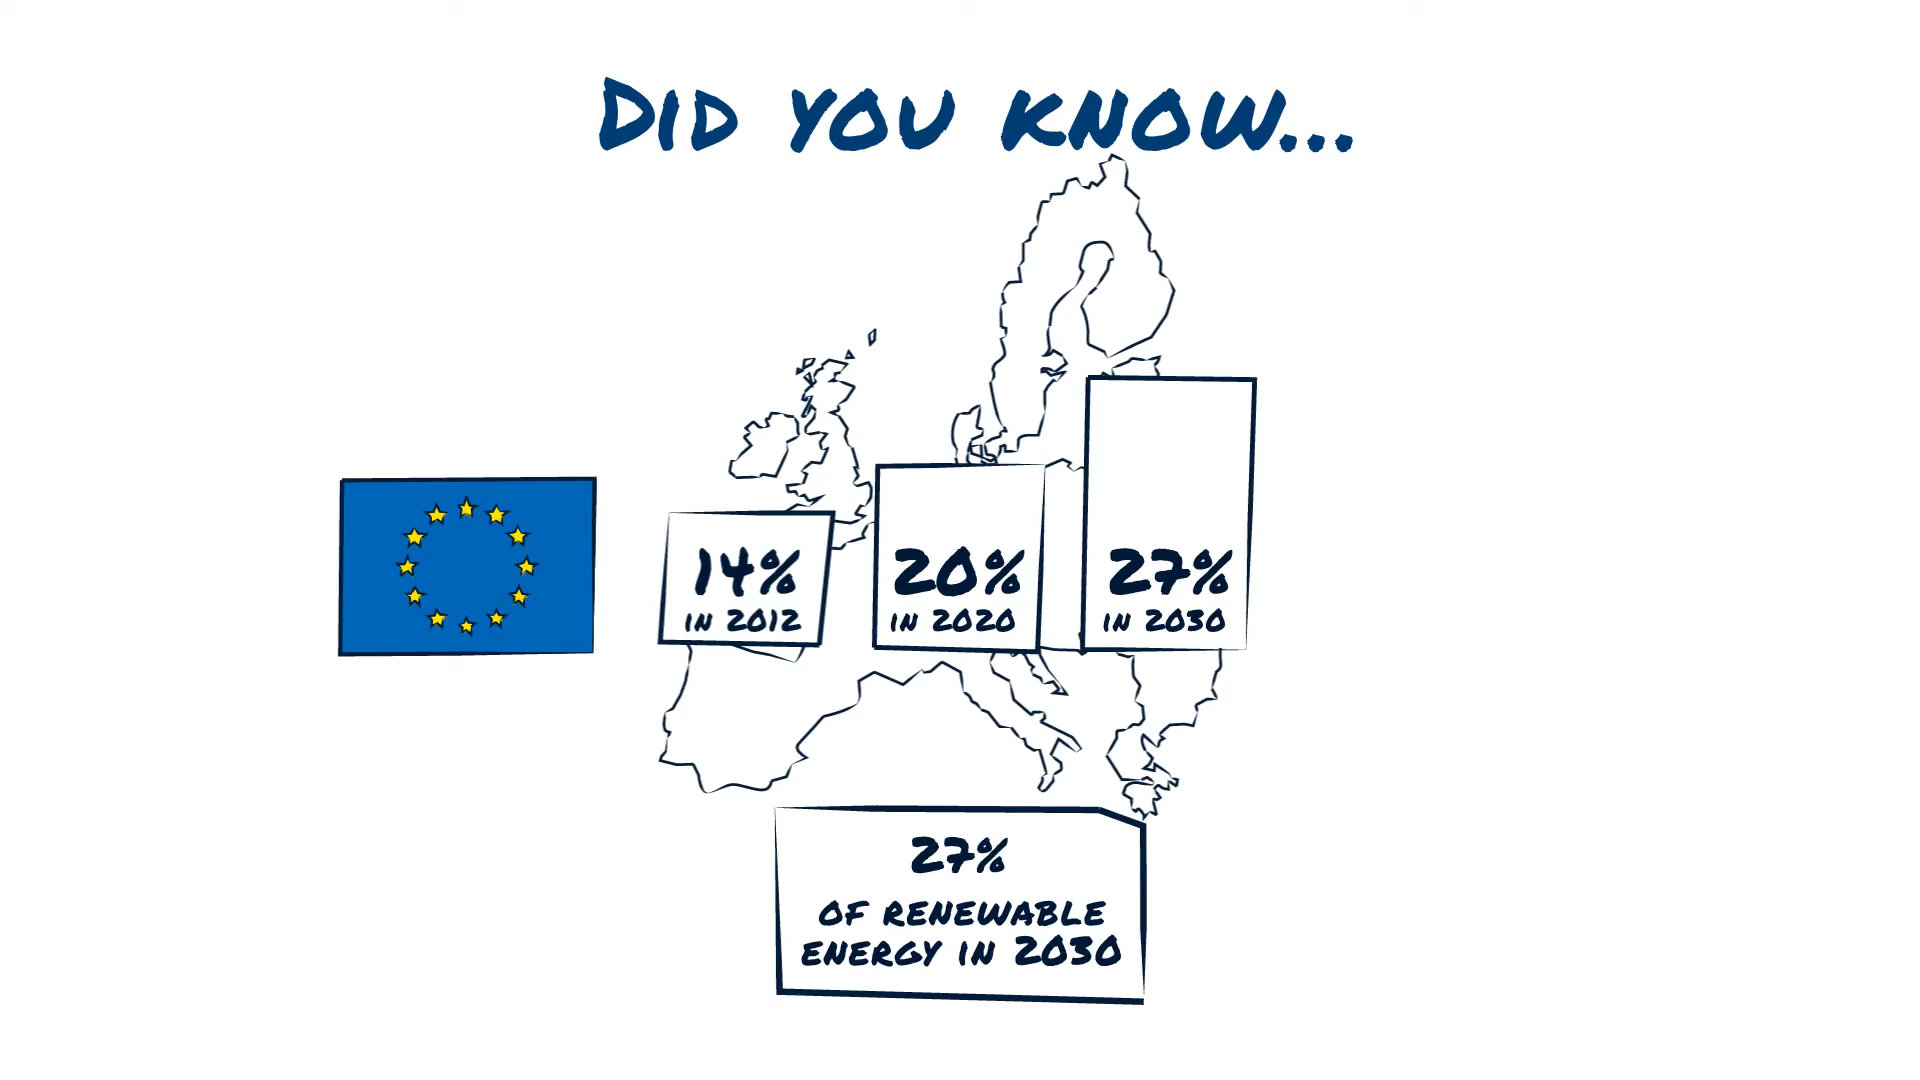 DID YOU KNOW...
14%
IN 2012
20%
IN 2020
27%
IN 2030
27%
OF RENEWABLE
ENERGY IN 2030